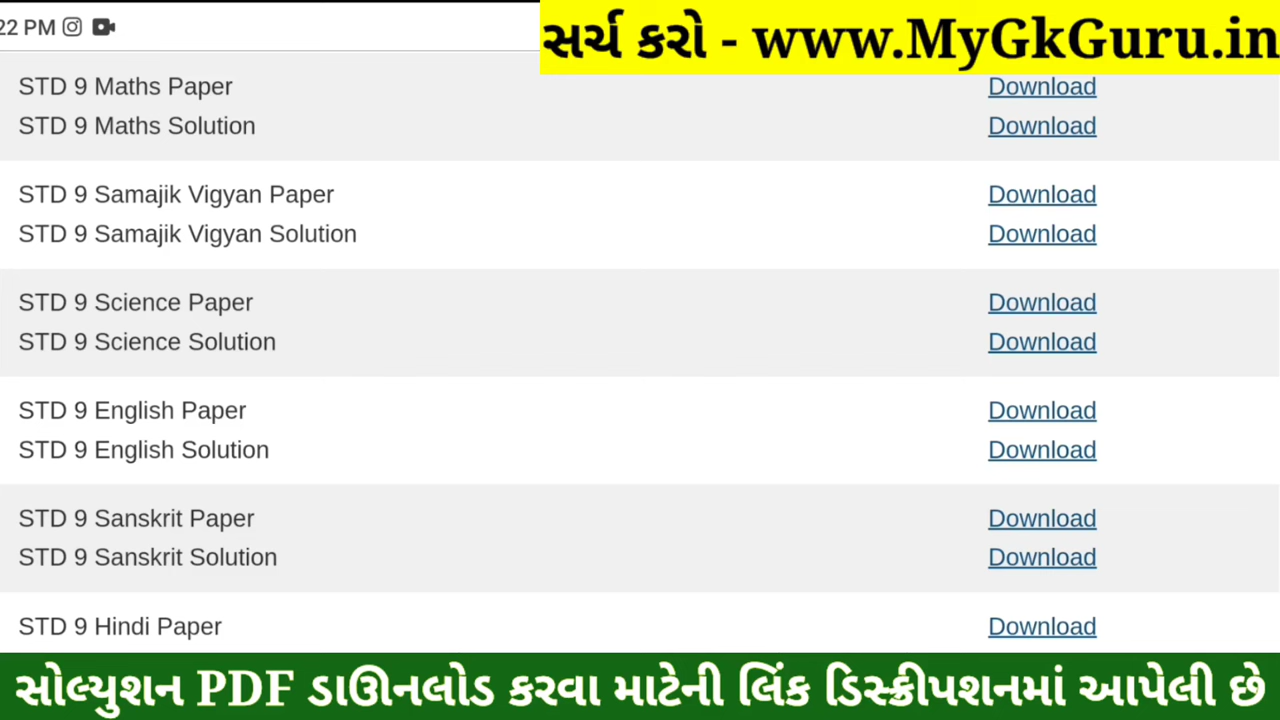 22 PM
સર્ચ કરો - www.MyGkGuru.in
STD 9 Maths Paper Download
STD 9 Maths Solution Download
STD 9 Samajik Vigyan Paper Download
STD 9 Samajik Vigyan Solution Download
STD 9 Science Paper Download
STD 9 Science Solution Download
STD 9 English Paper Download
STD 9 English Solution Download
STD 9 Sanskrit Paper Download
STD 9 Sanskrit Solution Download
STD 9 Hindi Paper Download
સોલ્યુશન PDF ડાઊનલોડ કરવા માટેની લિંક ડિસ્ક્રીપશનમાં આપેલી છે